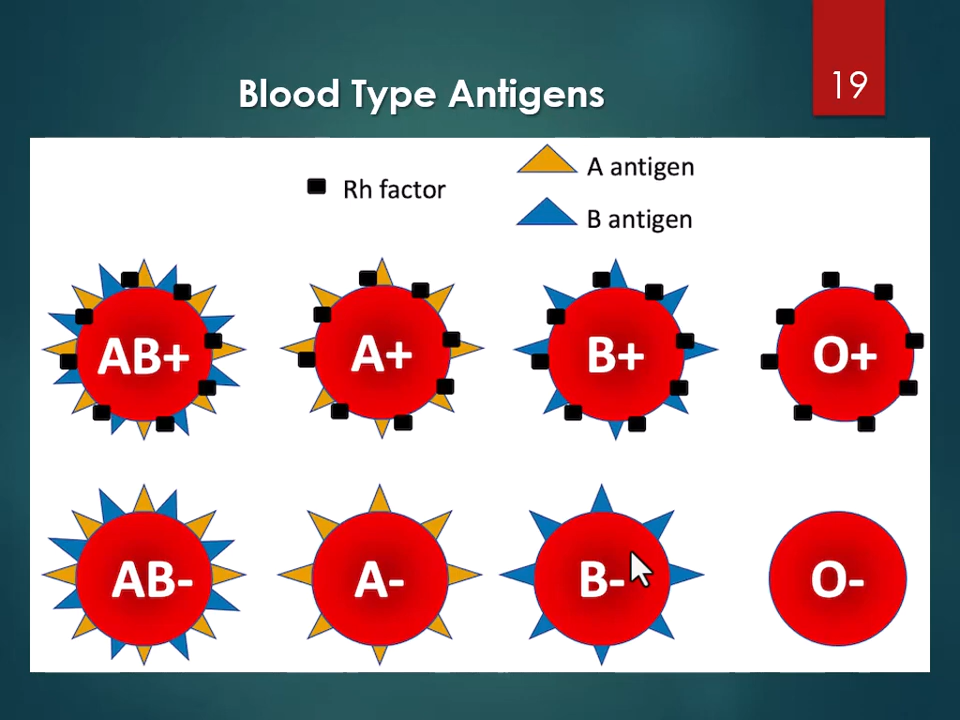 19
Blood Type Antigens
Rh factor
A antigen
B antigen
AB+
A+
B+
O+
AB-
A-
B-
O-